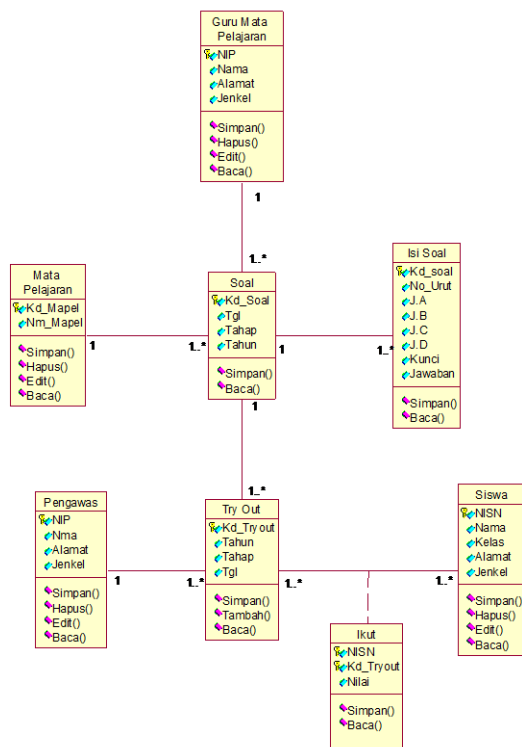 Guru Mata
Pelajaran
NIP
Nama
Alamat
Jenkel
Simpan()
Hapus()
Edit()
Baca()
1
1..*
Mata
Pelajaran
Kd_Mapel
Nm_Mapel
Simpan()
Hapus()
Edit()
Baca()
1
1..*
Soal
Kd_Soal
Tgl
Tahap
Tahun
Simpan()
Baca()
1
1..*
Isi Soal
Kd_soal
No_Urut
J.A
J.B
J.C
J.D
Kunci
Jawaban
Simpan()
Baca()
1
1..*
Pengawas
NIP
Nma
Alamat
Jenkel
Simpan()
Hapus()
Edit()
Baca()
1
1..*
Try Out
Kd_Tryout
Tahun
Tahap
Tgl
Simpan()
Tambah()
Baca()
1..*
1..*
Siswa
NISN
Nama
Kelas
Alamat
Jenkel
Simpan()
Hapus()
Edit()
Baca()
Ikut
NISN
Kd_Tryout
Nilai
Simpan()
Baca()